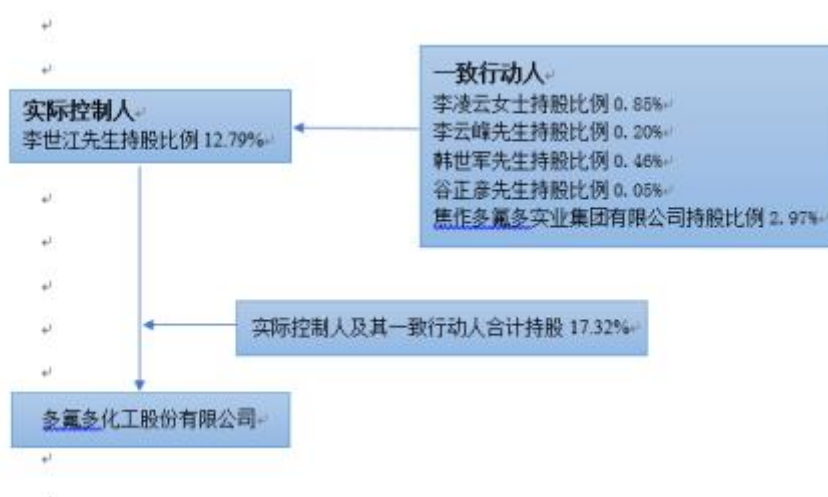 实际控制人
李世江先生持股比例 12.79%
一致行动人
李凌云女士持股比例 0.85%
李云峰先生持股比例 0.20%
韩世军先生持股比例 0.46%
谷正彦先生持股比例 0.05%
焦作多氟多实业集团有限公司持股比例 2.97%
实际控制人及其一致行动人合计持股 17.32%
多氟多化工股份有限公司